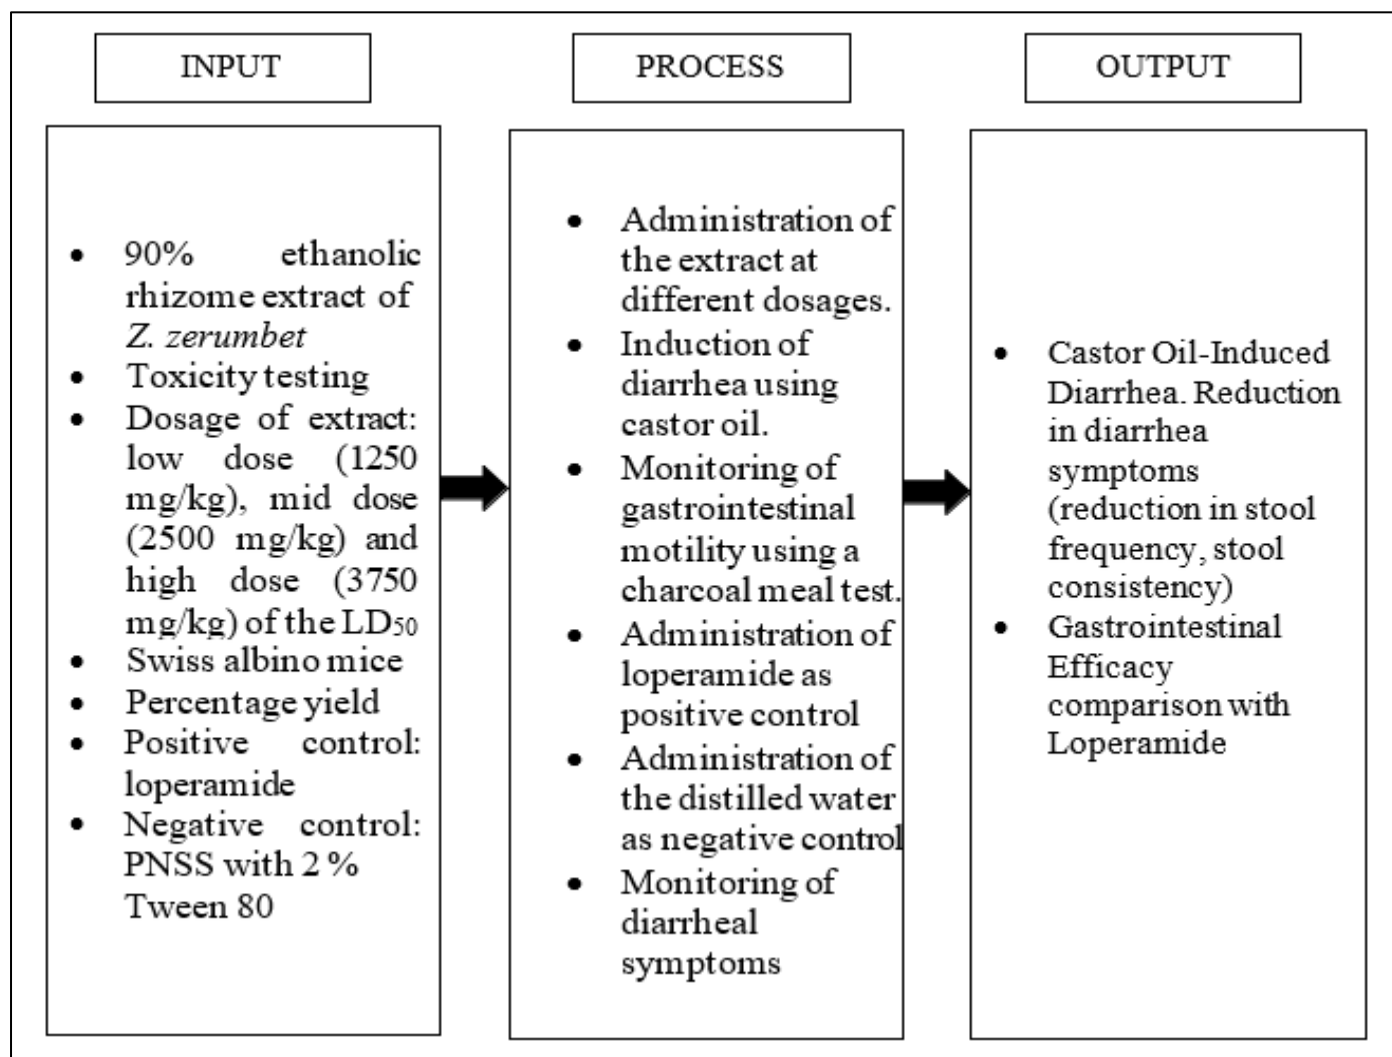 INPUT
90% ethanolic
rhizome extract of
Z. zerumbet
Toxicity testing
Dosage of extract:
low dose (1250
mg/kg), mid dose
(2500 mg/kg) and
high dose (3750
mg/kg) of the LD50
Swiss albino mice
Percentage yield
Positive control:
loperamide
Negative control:
PNSS with 2 %
Tween 80
PROCESS
Administration of
the extract at
different dosages.
Induction of
diarrhea using
castor oil.
Monitoring of
gastrointestinal
motility using a
charcoal meal test.
Administration of
loperamide as
positive control
Administration of
the distilled water
as negative control
Monitoring of
diarrheal
symptoms
OUTPUT
Castor Oil-Induced
Diarrhea. Reduction
in diarrhea
symptoms
(reduction in stool
frequency, stool
consistency)
Gastrointestinal
Efficacy
comparison with
Loperamide